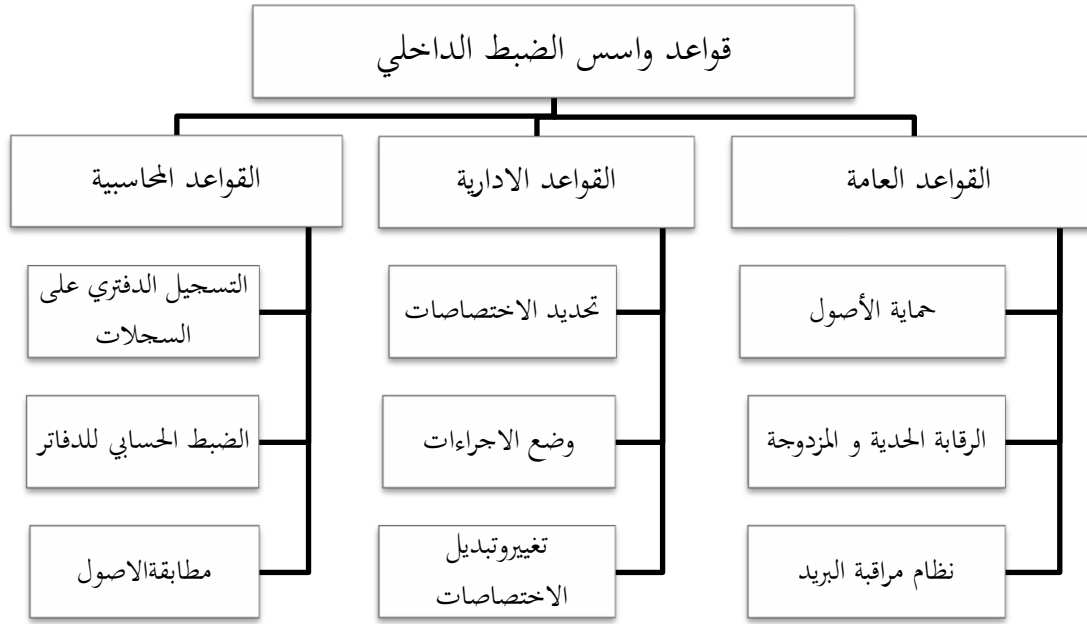 قواعد واسس الضبط الداخلي
القواعد العامة
القواعد الادارية
القواعد المحاسبية
حماية الأصول
تحديد الاختصاصات
التسجيل الدفتري على
السجلات
الرقابة الحدية و المزدوجة
وضع الاجراءات
الضبط الحسابي للدفاتر
نظام مراقبة البريد
تغييروتبديل
الاختصاصات
مطابقةالاصول